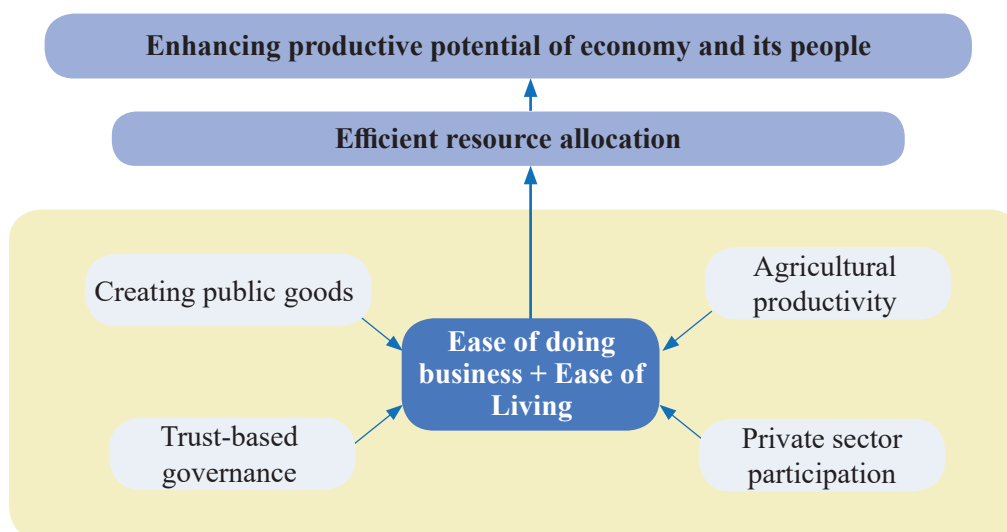 Enhancing productive potential of economy and its people
Efficient resource allocation
Creating public goods
Agricultural
productivity
Ease of doing
business + Ease of
Living
Trust-based
governance
Private sector
participation